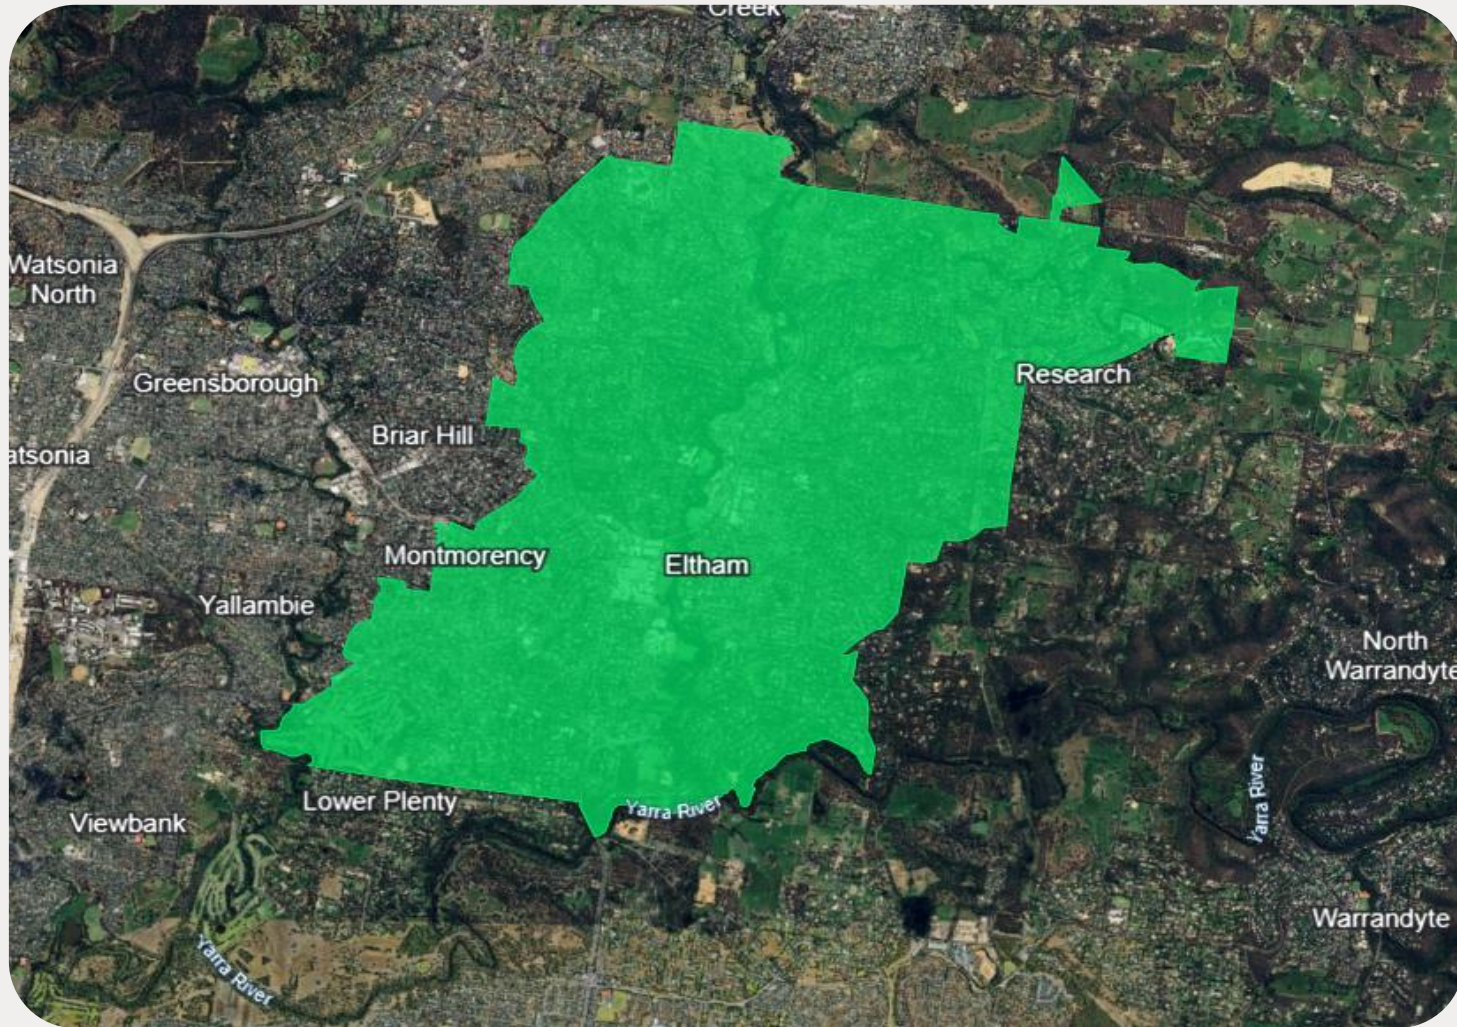 Creek
Watsonia
North
Greensborough
Research
Briar Hill
atsonia
Montmorency
Eltham
Yallambie
North
Warrandyte
Lower Plenty
Yarra River
Yarra River
Viewbank
Warrandyte
Yarra River